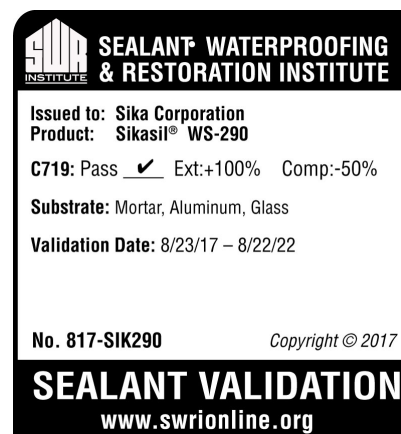 SWR
INSTITUTE
SEALANT WATERPROOFING
& RESTORATION INSTITUTE
Issued to: Sika Corporation
Product: Sikasil® WS-290
C719: Pass ✔ Ext:+100% Comp:-50%
Substrate: Mortar, Aluminum, Glass
Validation Date: 8/23/17 – 8/22/22
No. 817-SIK290 Copyright © 2017
SEALANT VALIDATION
www.swrionline.org